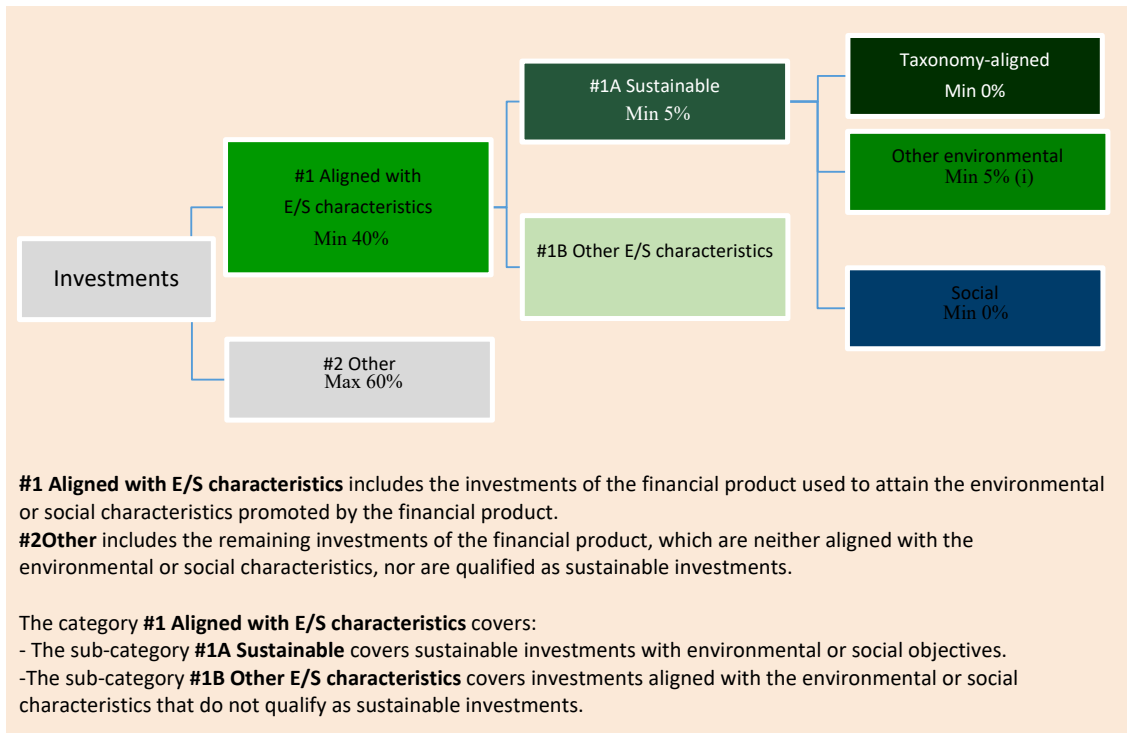 Investments
#1 Aligned with
E/S characteristics
Min 40%
#2 Other
Max 60%
#1A Sustainable
Min 5%
#1B Other E/S characteristics
Taxonomy-aligned
Min 0%
Other environmental
Min 5% (i)
Social
Min 0%
#1 Aligned with E/S characteristics includes the investments of the financial product used to attain the environmental
or social characteristics promoted by the financial product.
#2Other includes the remaining investments of the financial product, which are neither aligned with the
environmental or social characteristics, nor are qualified as sustainable investments.
The category #1 Aligned with E/S characteristics covers:
- The sub-category #1A Sustainable covers sustainable investments with environmental or social objectives.
-The sub-category #1B Other E/S characteristics covers investments aligned with the environmental or social
characteristics that do not qualify as sustainable investments.